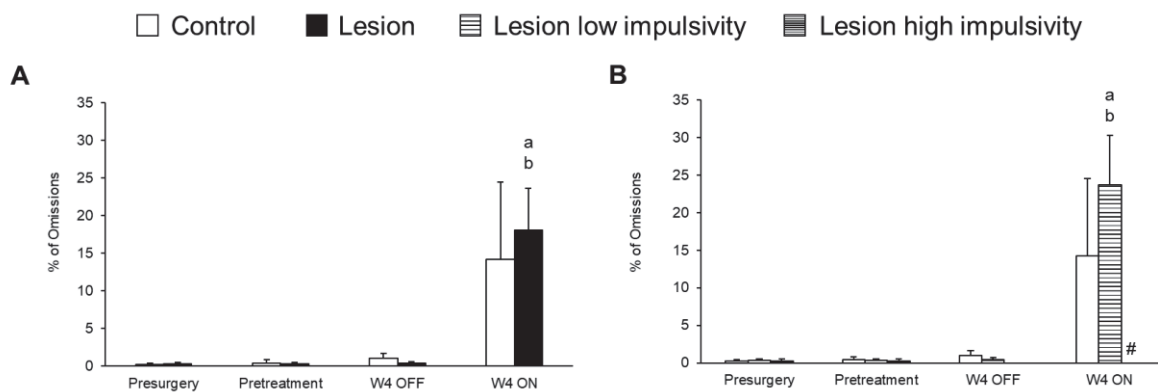 Control Lesion Lesion low impulsivity Lesion high impulsivity
A
35
30
25
20
15
10
5
0
% of Omissions
a
b
Presurgery Pretreatment W4 OFF W4 ON
B
35
30
25
20
15
10
5
0
% of Omissions
a
b
#
Presurgery Pretreatment W4 OFF W4 ON